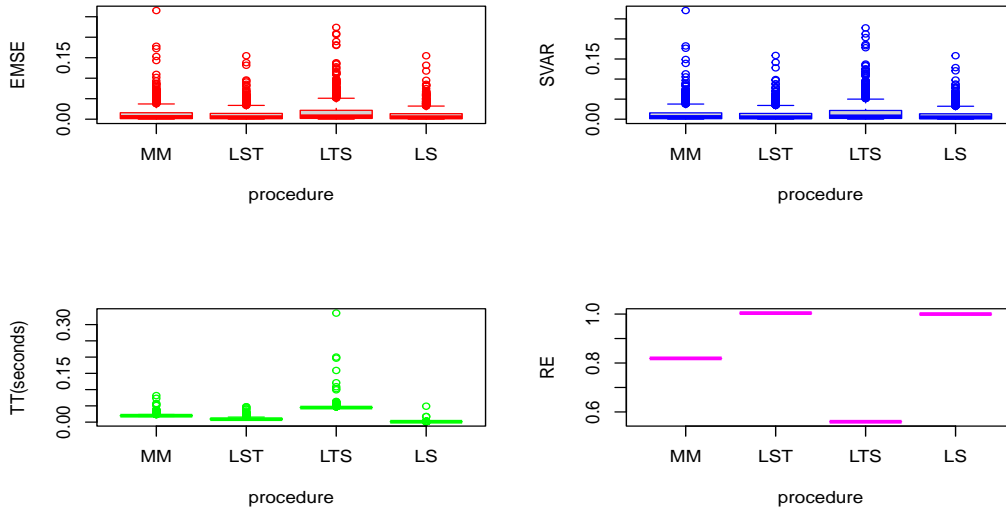 EMSE
0.00
0.15
MM
LST
LTS
LS
procedure
SVAR
0.00
0.15
MM
LST
LTS
LS
procedure
TT(seconds)
0.00
0.15
0.30
MM
LST
LTS
LS
procedure
RE
0.6
0.8
1.0
MM
LST
LTS
LS
procedure